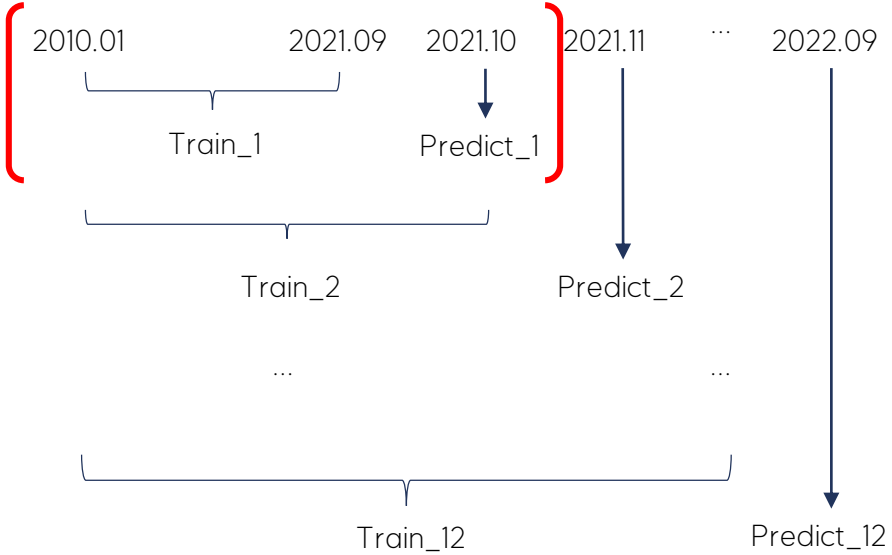 2010.01 2021.09 2021.10 2021.11 ... 2022.09
Train_1 Predict_1
Train_2 Predict_2
... ...
Train_12 Predict_12